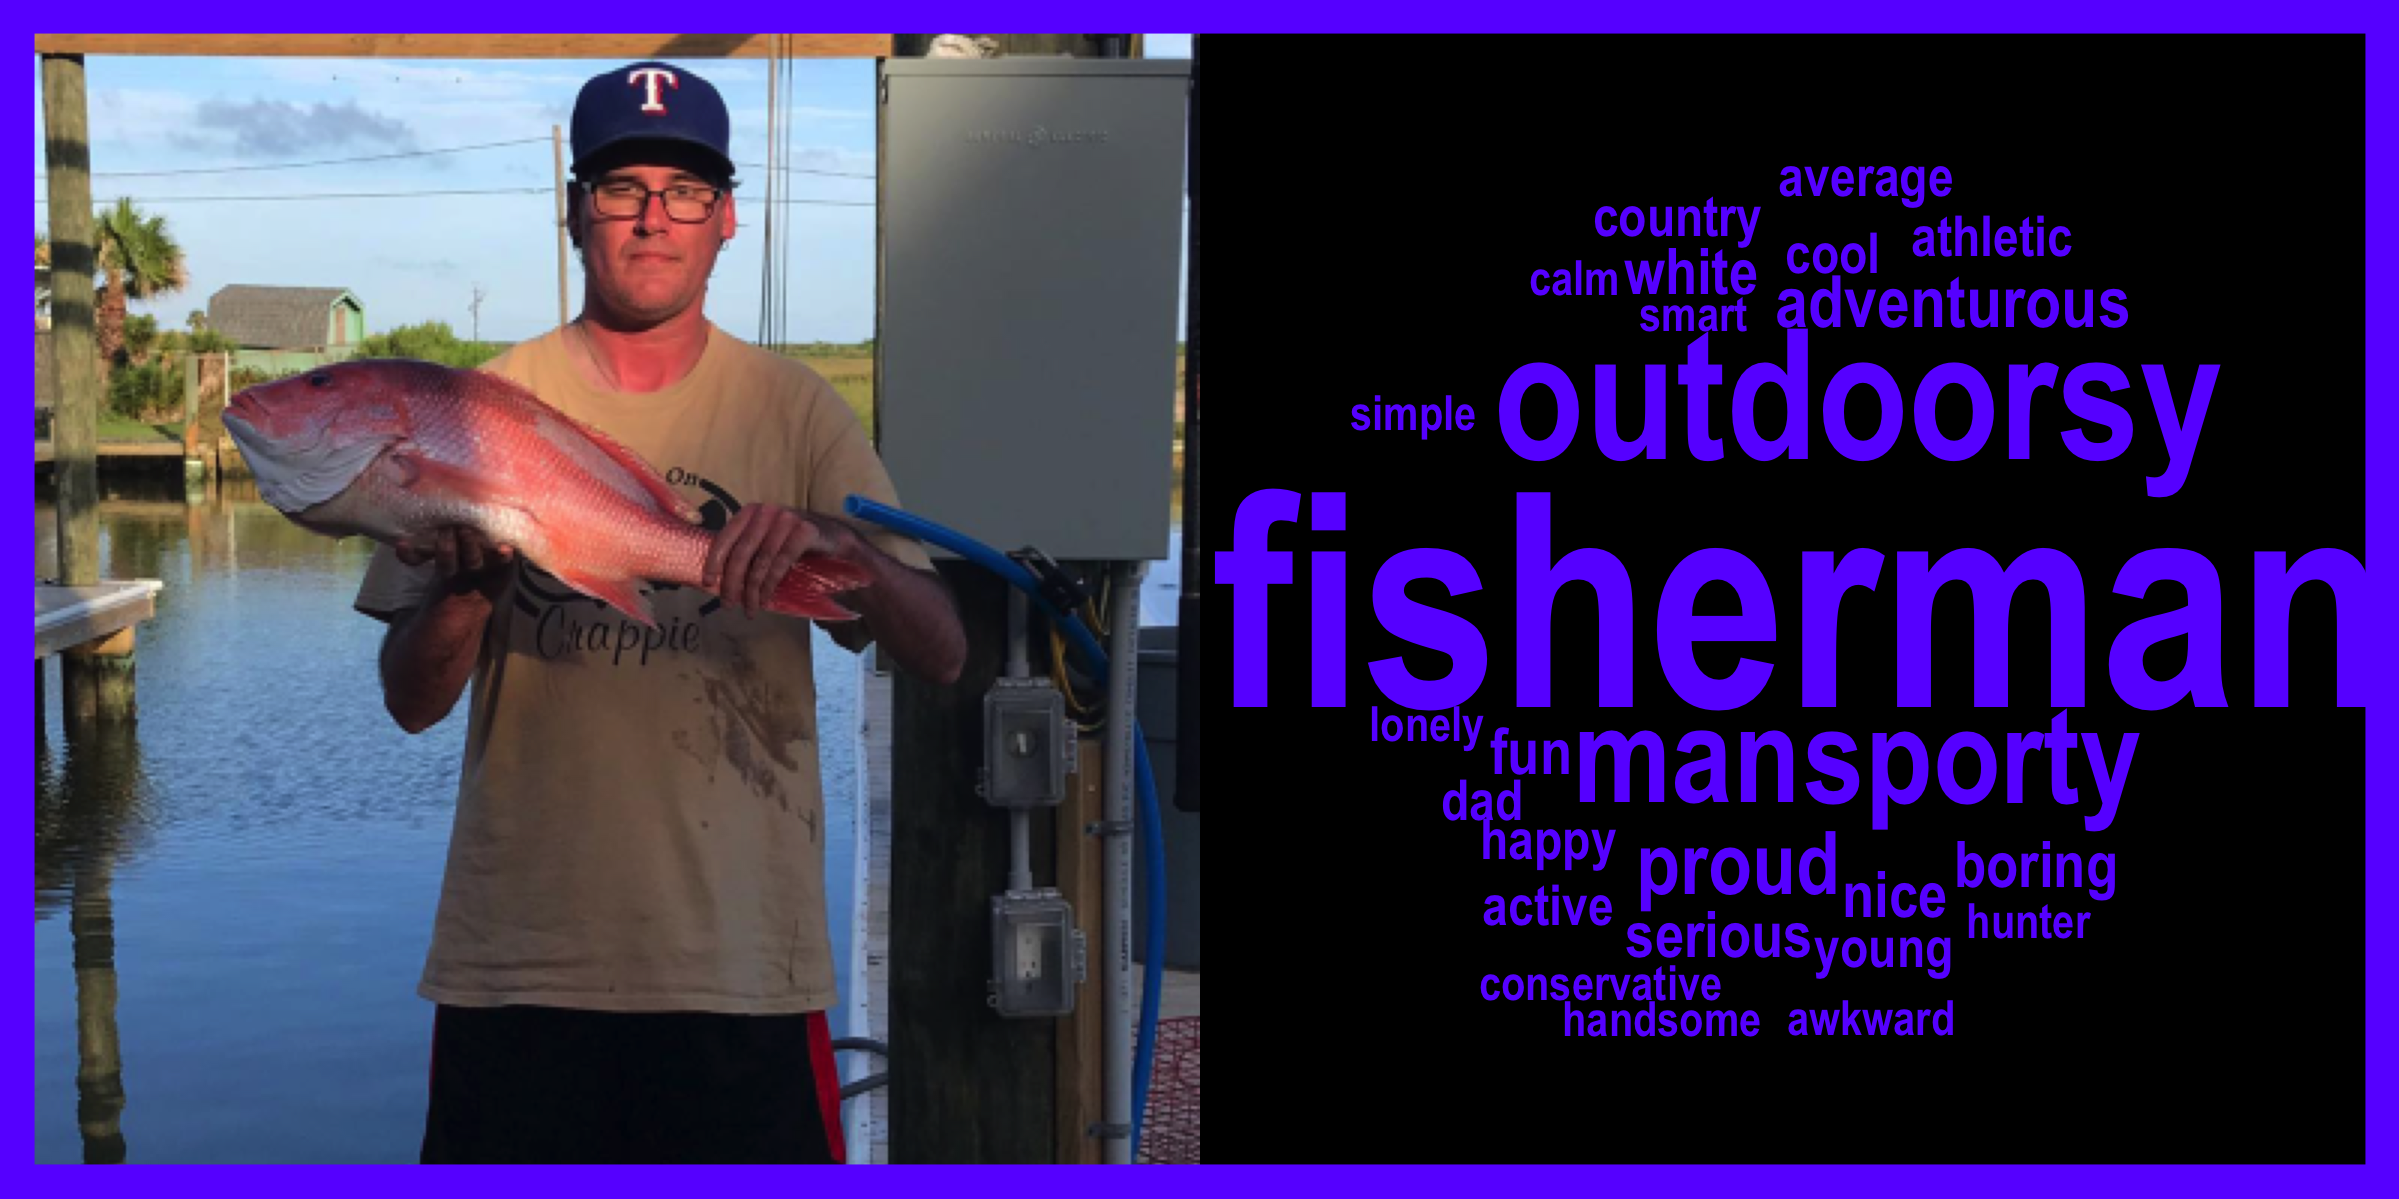 T
On
Crappie
average
country
athletic
cool
calm white
smart adventurous
outdoorsy
simple
fisherman
lonely
fun man sporty
dad
happy
proud boring
active nice
hunter
serious young
conservative
handsome awkward